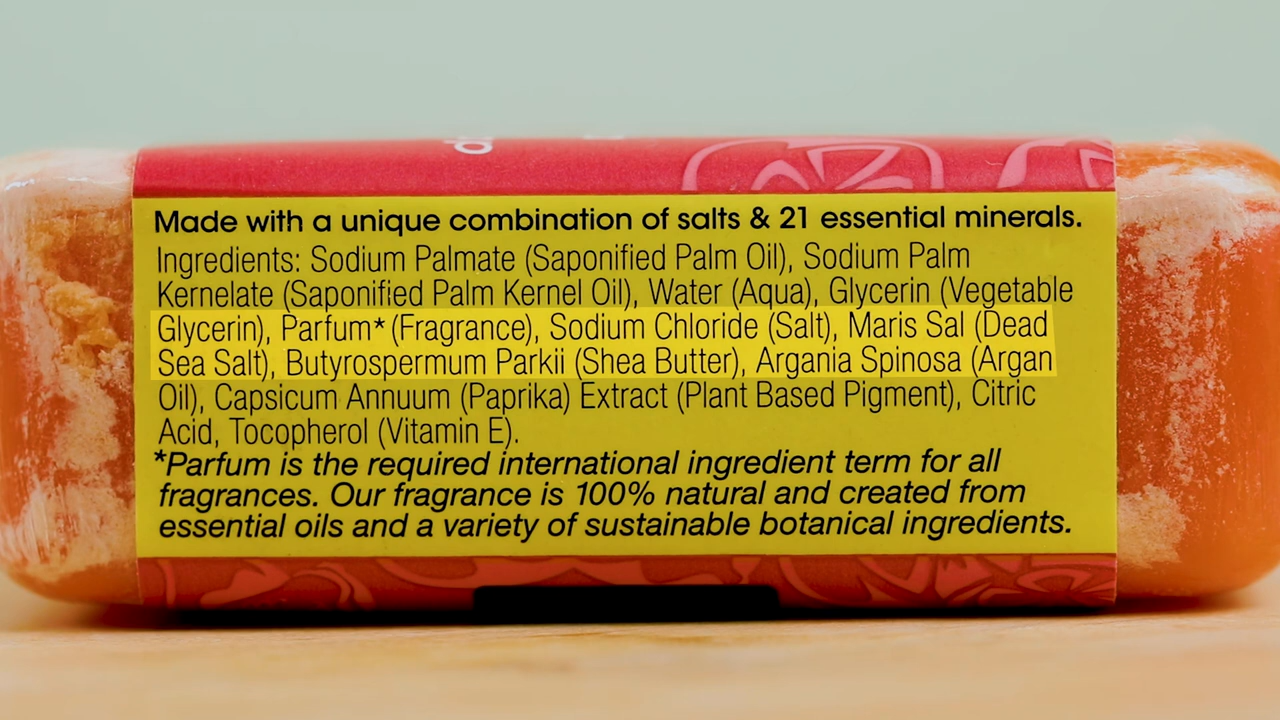 Made with a unique combination of salts & 21 essential minerals.
Ingredients: Sodium Palmate (Saponified Palm Oil), Sodium Palm
Kernelate (Saponified Palm Kernel Oil), Water (Aqua), Glycerin (Vegetable
Glycerin), Parfum* (Fragrance), Sodium Chloride (Salt), Maris Sal (Dead
Sea Salt), Butyrospermum Parkii (Shea Butter), Argania Spinosa (Argan
Oil), Capsicum Annuum (Paprika) Extract (Plant Based Pigment), Citric
Acid, Tocopherol (Vitamin E).
*Parfum is the required international ingredient term for all
fragrances. Our fragrance is 100% natural and created from
essential oils and a variety of sustainable botanical ingredients.